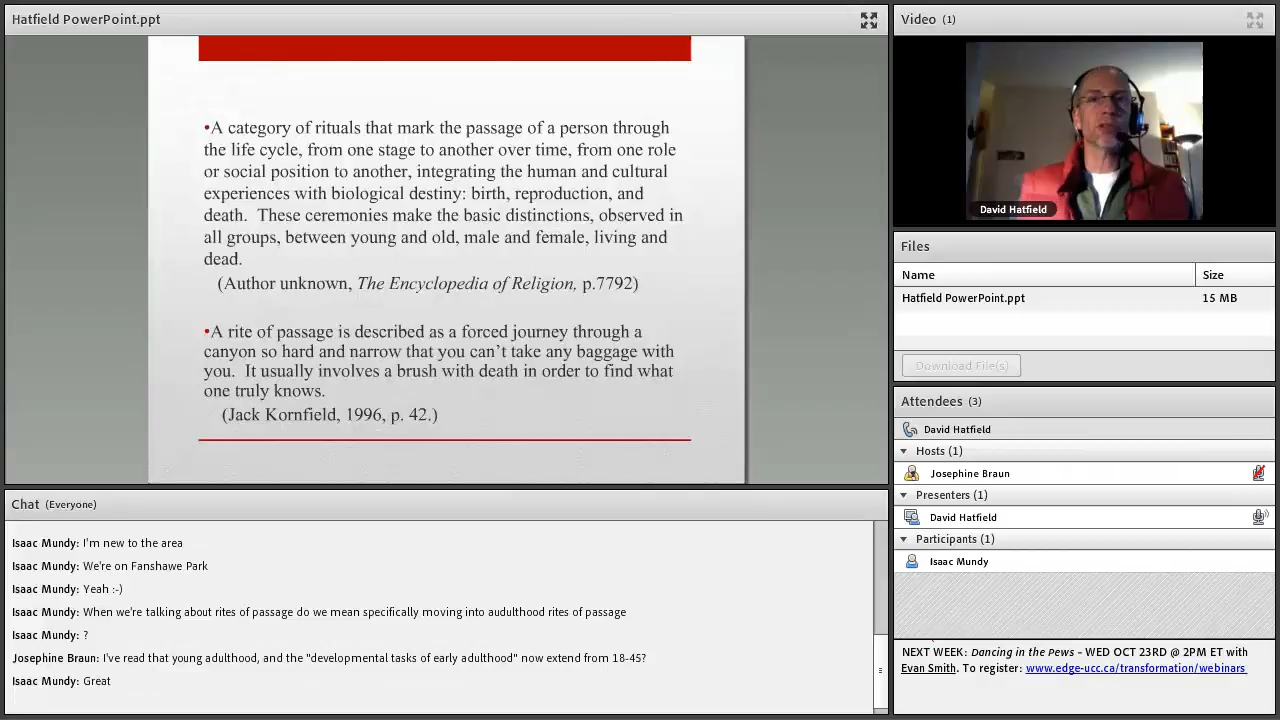 Hatfield PowerPoint.ppt
•A category of rituals that mark the passage of a person through
the life cycle, from one stage to another over time, from one role
or social position to another, integrating the human and cultural
experiences with biological destiny: birth, reproduction, and
death.  These ceremonies make the basic distinctions, observed in
all groups, between young and old, male and female, living and
dead.
(Author unknown, The Encyclopedia of Religion, p.7792)
•A rite of passage is described as a forced journey through a
canyon so hard and narrow that you can’t take any baggage with
you.  It usually involves a brush with death in order to find what
one truly knows.
(Jack Kornfield, 1996, p. 42.)
Chat (Everyone)
Isaac Mundy: I'm new to the area
Isaac Mundy: We're on Fanshawe Park
Isaac Mundy: Yeah :-)
Isaac Mundy: When we're talking about rites of passage do we mean specifically moving into audulthood rites of passage
Isaac Mundy: ?
Josephine Braun: I've read that young adulthood, and the "developmental tasks of early adulthood" now extend from 18-45?
Isaac Mundy: Great
Video (1)
David Hatfield
Files
Name Size
Hatfield PowerPoint.ppt 15 MB
Download File(s)
Attendees (3)
David Hatfield
Hosts (1)
Josephine Braun
Presenters (1)
David Hatfield
Participants (1)
Isaac Mundy
NEXT WEEK: Dancing in the Pews - WED OCT 23RD @ 2PM ET with
Evan Smith. To register: www.edge-ucc.ca/transformation/webinars